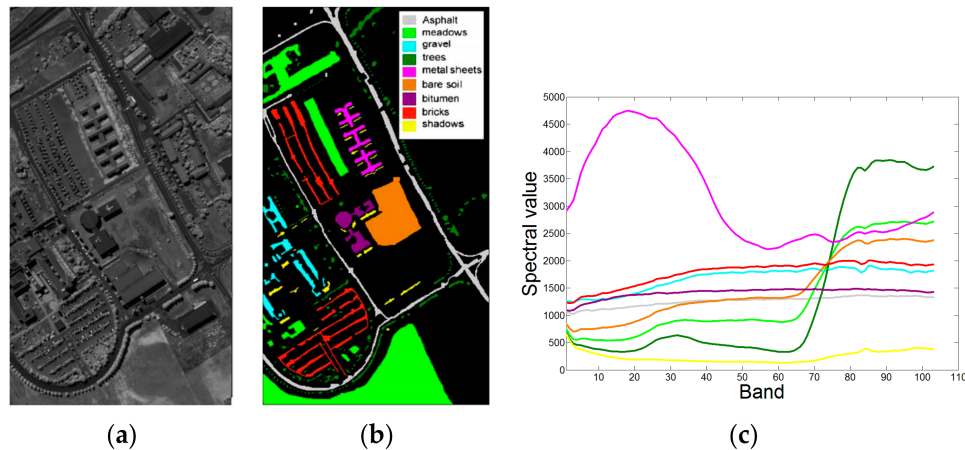 Asphalt
meadows
gravel
trees
metal sheets
bare soil
bitumen
bricks
shadows
5000
4500
4000
3500
3000
2500
2000
1500
1000
500
0
Spectral value
10 20 30 40 50 60 70 80 90 100 110
Band
(a) (b) (c)